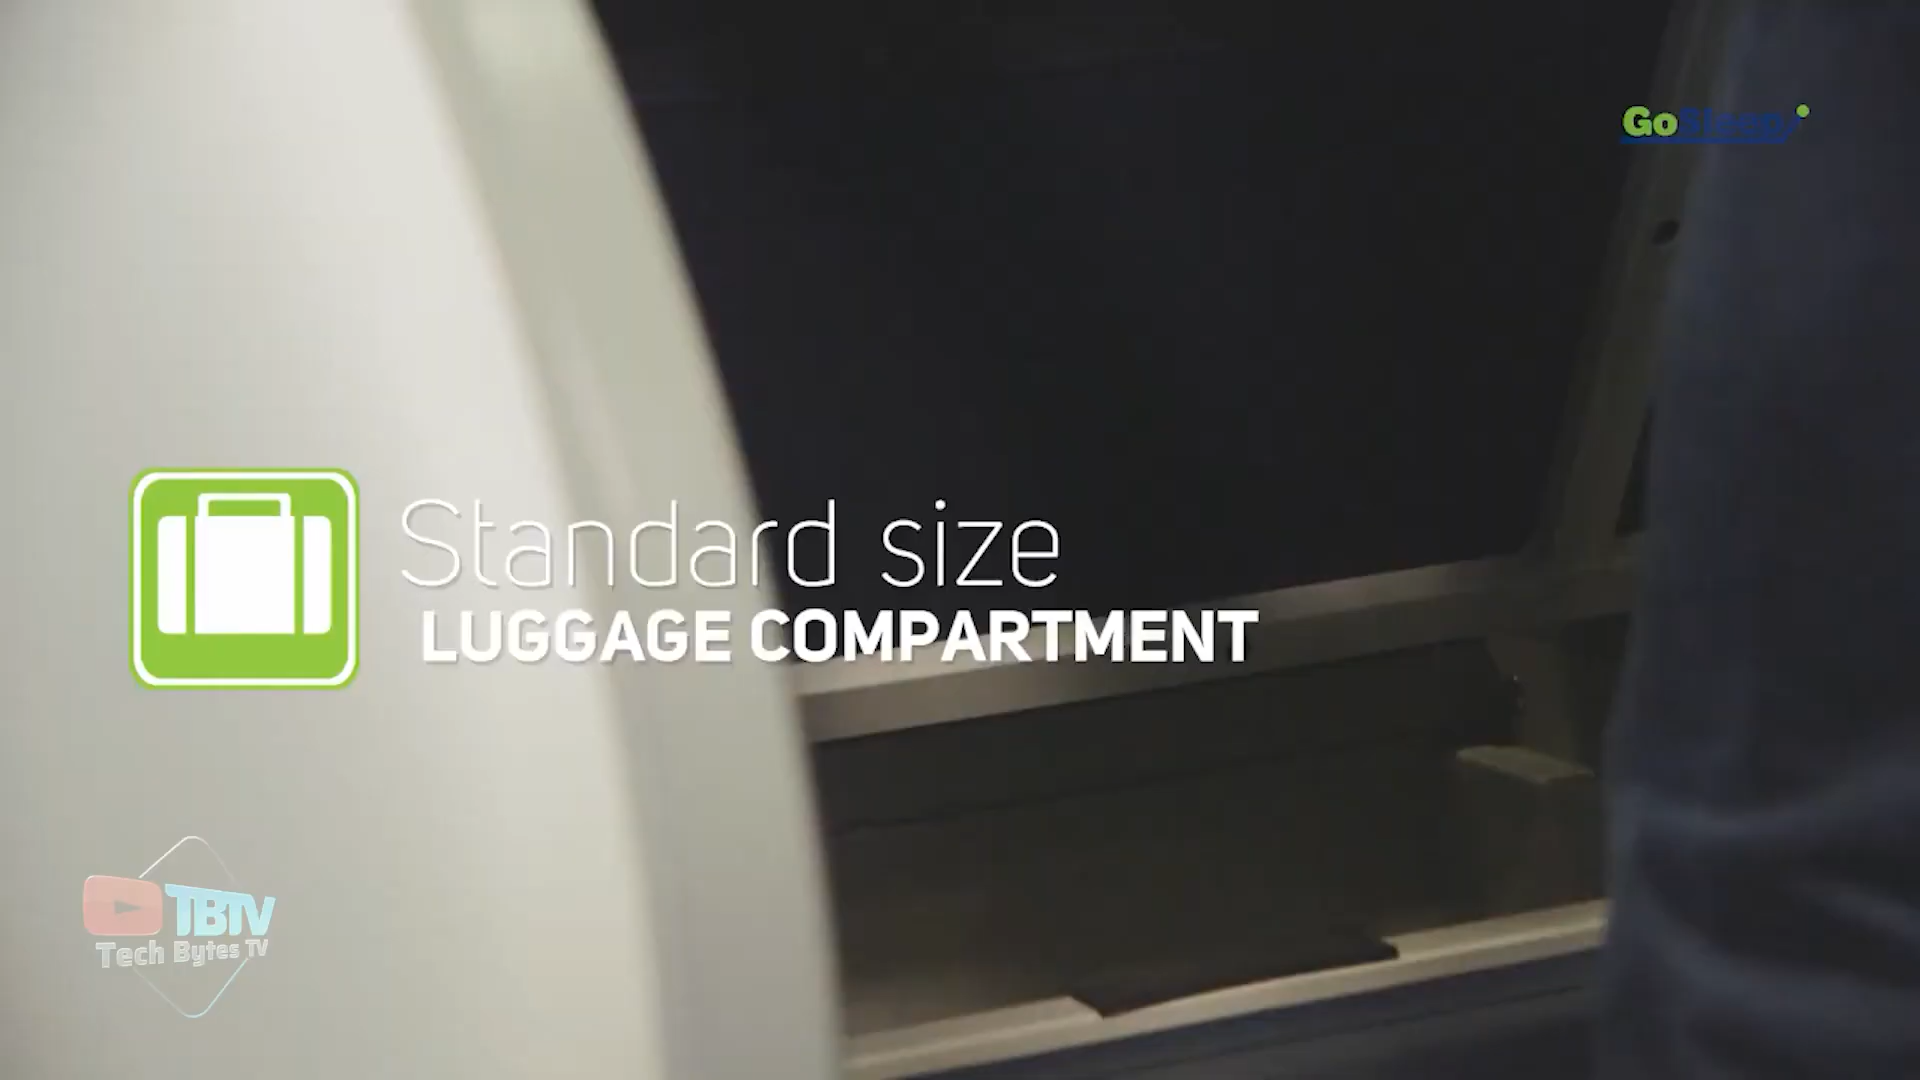 GoSleep
Standard size
LUGGAGE COMPARTMENT
TBTV
Tech Bytes TV